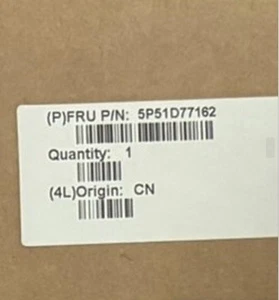 (P)FRU P/N: 5P51D77162
Quantity: 1
(4L)Origin: CN